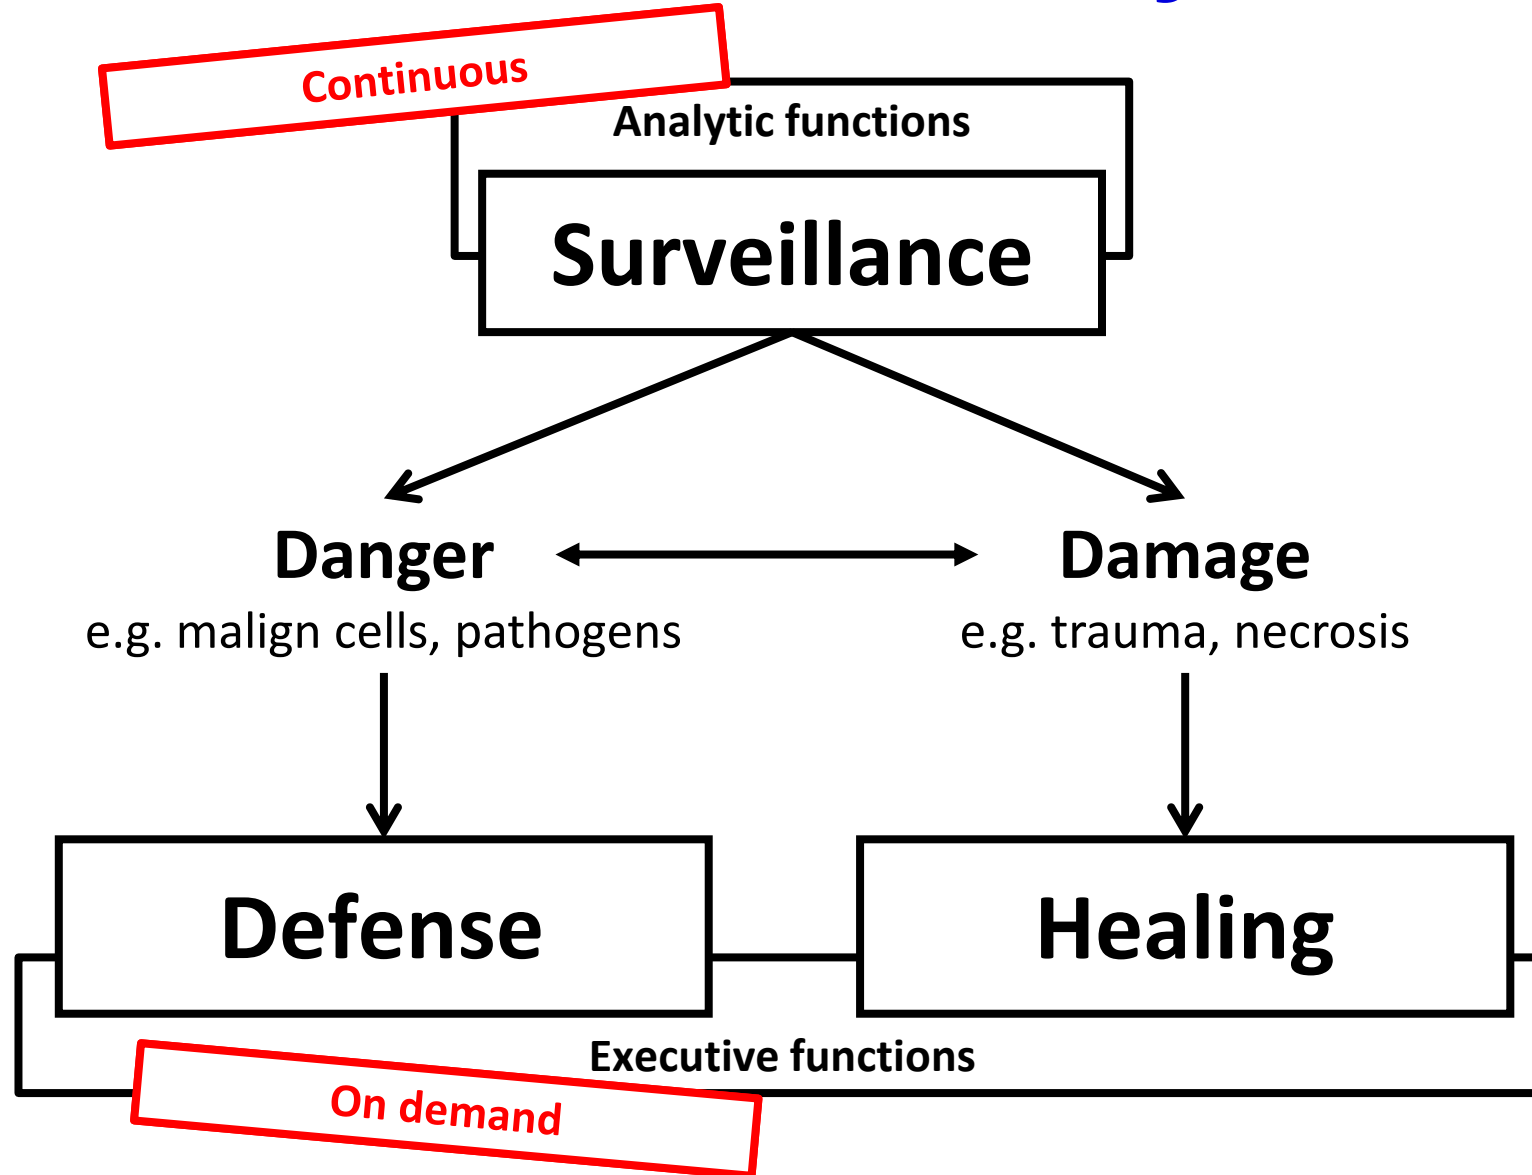 Continuous
Analytic functions
Surveillance
Danger
Damage
e.g. malign cells, pathogens
e.g. trauma, necrosis
Defense
Healing
Executive functions
On demand